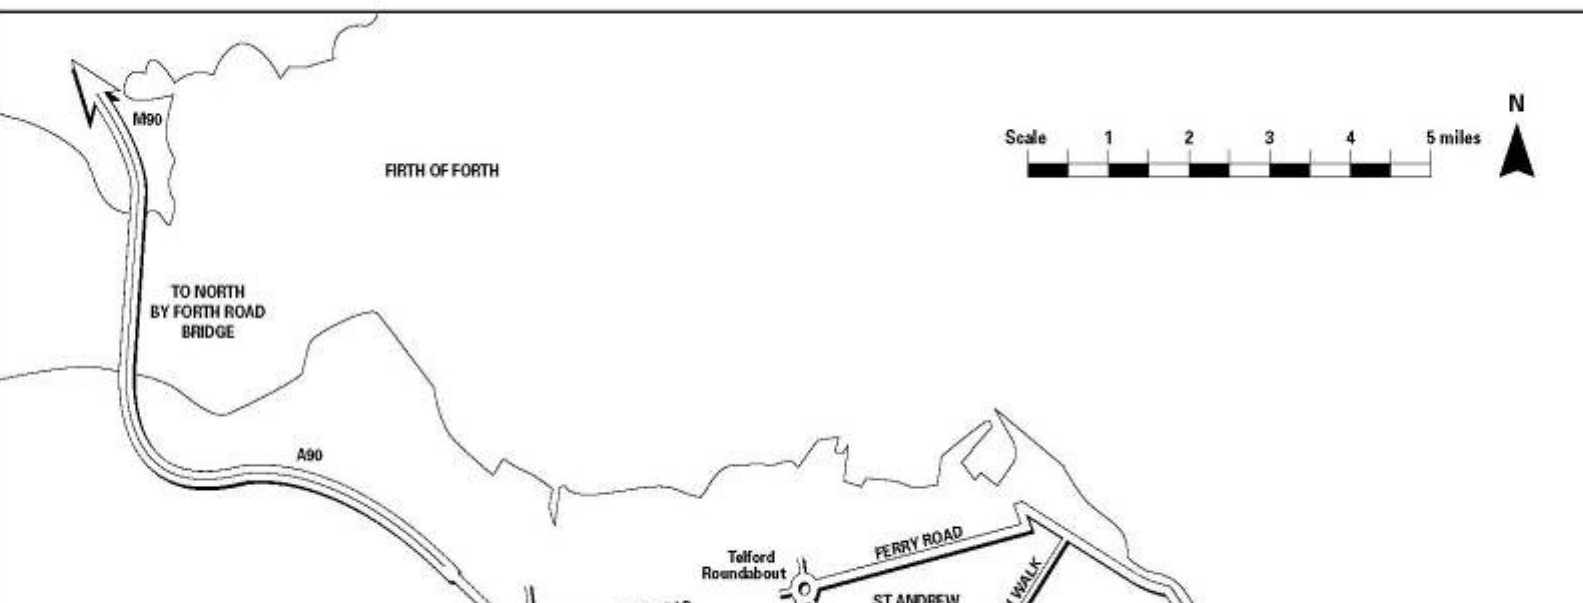 M90
FIRTH OF FORTH
Scale 1 2 3 4 5 miles
N
TO NORTH
BY FORTH ROAD
BRIDGE
A90
Telford
Roundabout
FERRY ROAD
WALK
ST ANDREW